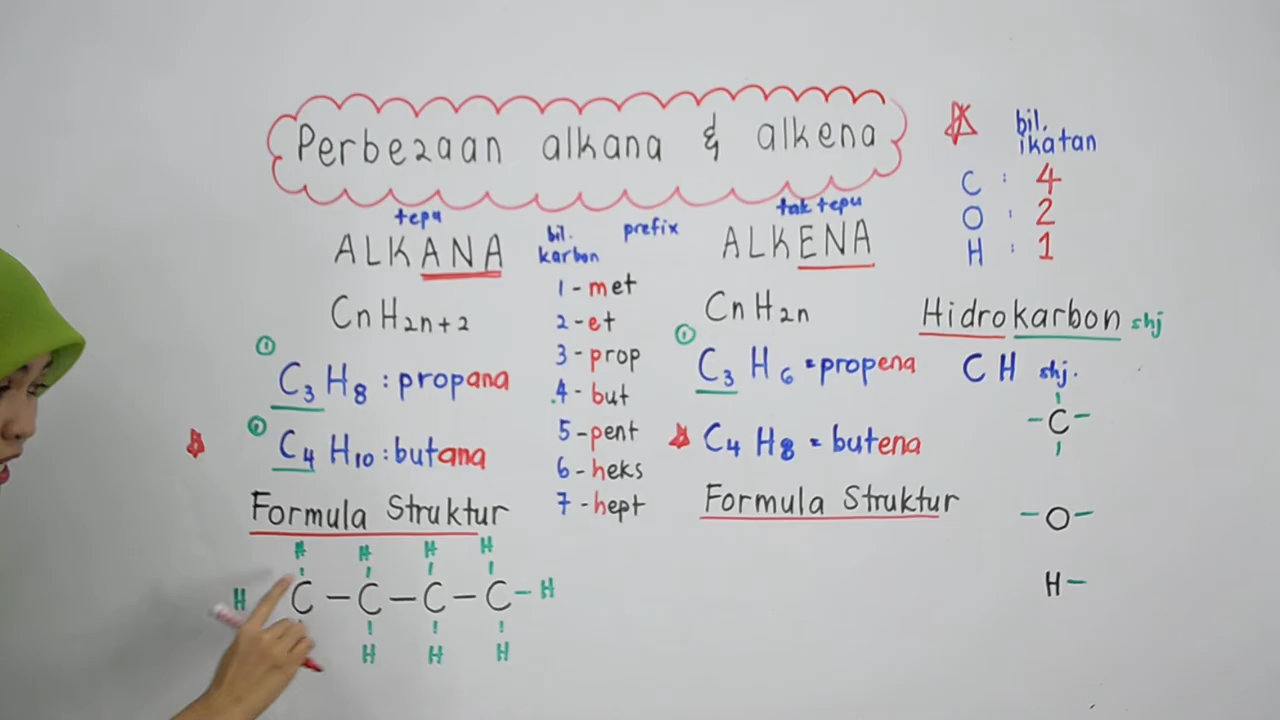 Perbezaan alkana & alkena
tepu
ALKANA
CnH2n+2
① C3H8 : propana
② C4H10 : butana
Formula Struktur
H H H H
H C – C – C – C – H
H H H
bil. karbon prefix
1 - met
2 - et
3 - prop
4 - but
5 - pent
6 - heks
7 - hept
tak tepu
ALKENA
CnH2n
① C3H6 = propena
C4H8 = butena
Formula Struktur
bil. ikatan
C : 4
O : 2
H : 1
Hidrokarbon shj
CH shj.
– C –
– O –
H –